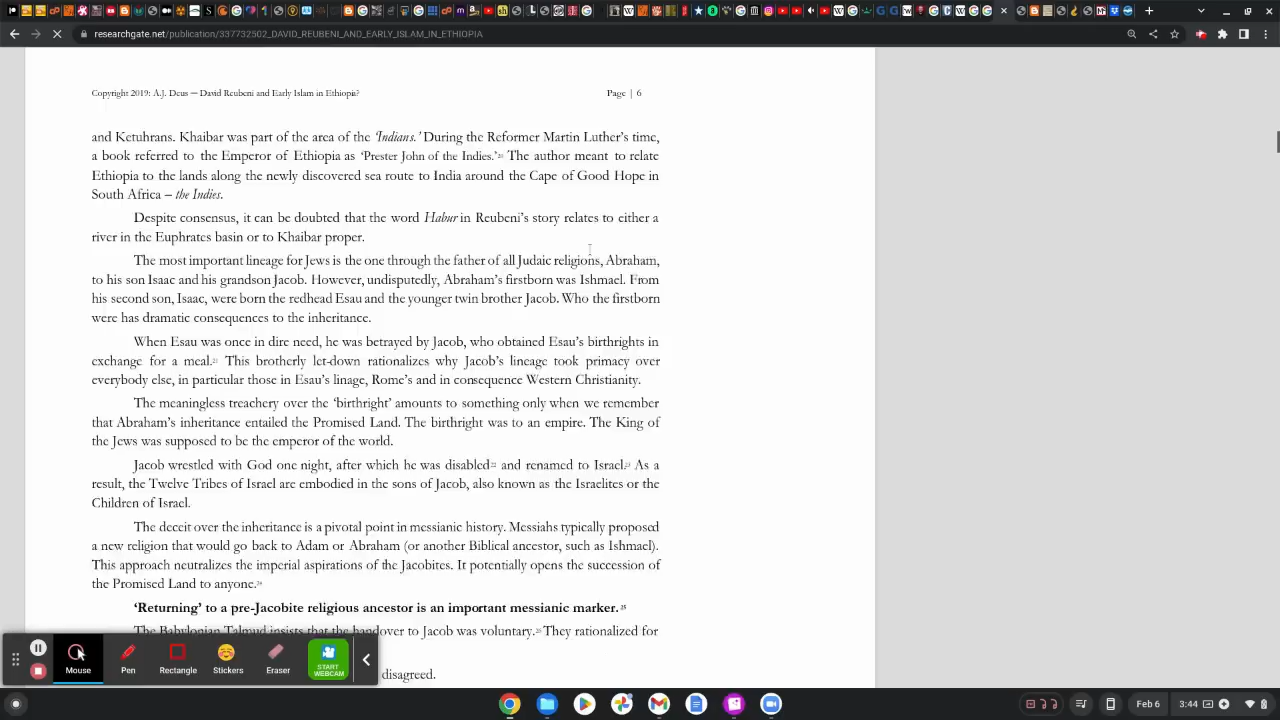 researchgate.net/publication/337732502_DAVID_REUBENI_AND_EARLY_ISLAM_IN_ETHIOPIA
Copyright 2019: A.J. Deus — David Reubeni and Early Islam in Ethiopia? Page | 6
and Ketuhrans. Khaibar was part of the area of the ‘Indians.’ During the Reformer Martin Luther’s time,
a book referred to the Emperor of Ethiopia as ‘Prester John of the Indies.’ The author meant to relate
Ethiopia to the lands along the newly discovered sea route to India around the Cape of Good Hope in
South Africa – the Indies.
Despite consensus, it can be doubted that the word Habur in Reubeni’s story relates to either a
river in the Euphrates basin or to Khaibar proper.
The most important lineage for Jews is the one through the father of all Judaic religions, Abraham,
to his son Isaac and his grandson Jacob. However, undisputedly, Abraham’s firstborn was Ishmael. From
his second son, Isaac, were born the redhead Esau and the younger twin brother Jacob. Who the firstborn
were has dramatic consequences to the inheritance.
When Esau was once in dire need, he was betrayed by Jacob, who obtained Esau’s birthrights in
exchange for a meal. This brotherly let-down rationalizes why Jacob’s lineage took primacy over
everybody else, in particular those in Esau’s linage, Rome’s and in consequence Western Christianity.
The meaningless treachery over the ‘birthright’ amounts to something only when we remember
that Abraham’s inheritance entailed the Promised Land. The birthright was to an empire. The King of
the Jews was supposed to be the emperor of the world.
Jacob wrestled with God one night, after which he was disabled and renamed to Israel. As a
result, the Twelve Tribes of Israel are embodied in the sons of Jacob, also known as the Israelites or the
Children of Israel.
The deceit over the inheritance is a pivotal point in messianic history. Messiahs typically proposed
a new religion that would go back to Adam or Abraham (or another Biblical ancestor, such as Ishmael).
This approach neutralizes the imperial aspirations of the Jacobites. It potentially opens the succession of
the Promised Land to anyone.
‘Returning’ to a pre-Jacobite religious ancestor is an important messianic marker.
The Babylonian Talmud insists that the handover to Jacob was voluntary. They rationalized for
disagreed.
Mouse Pen Rectangle Stickers Eraser START WEBCAM
Feb 6 3:44